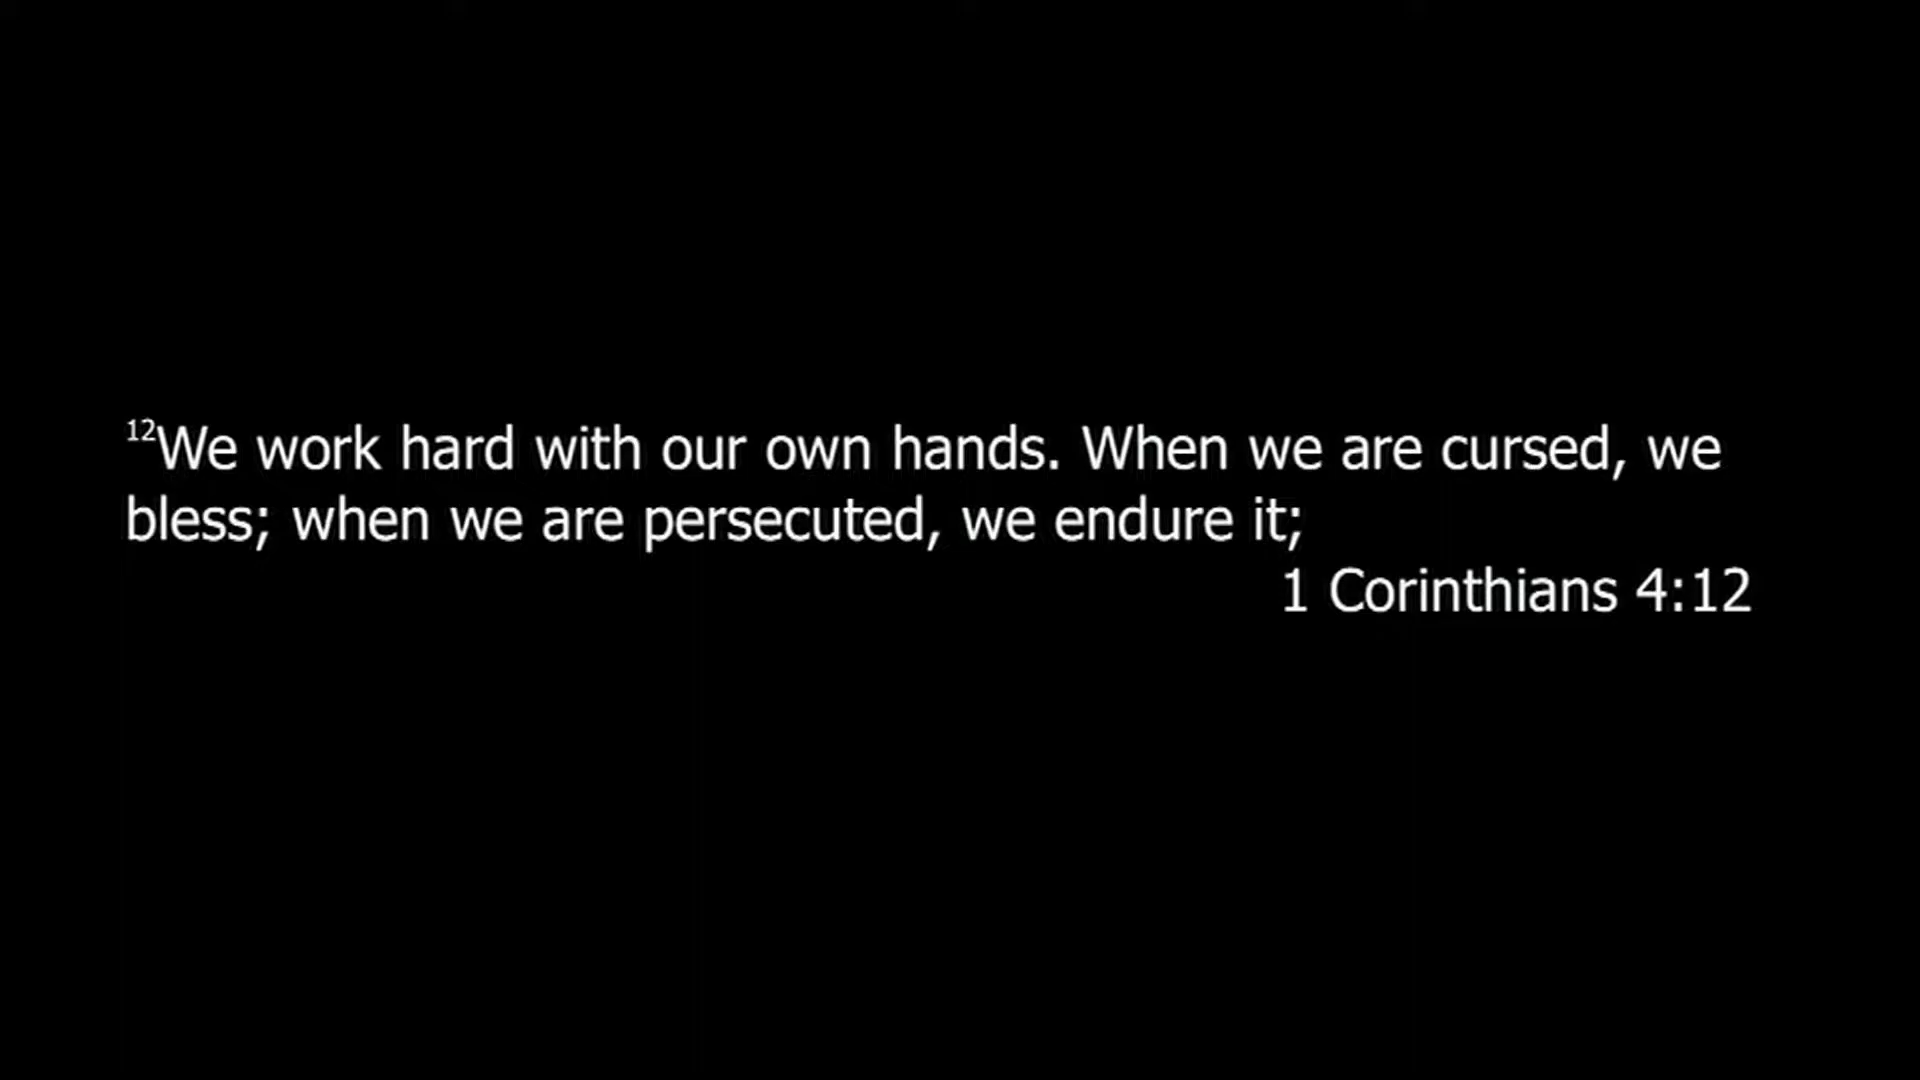 12We work hard with our own hands. When we are cursed, we
bless; when we are persecuted, we endure it;
1 Corinthians 4:12